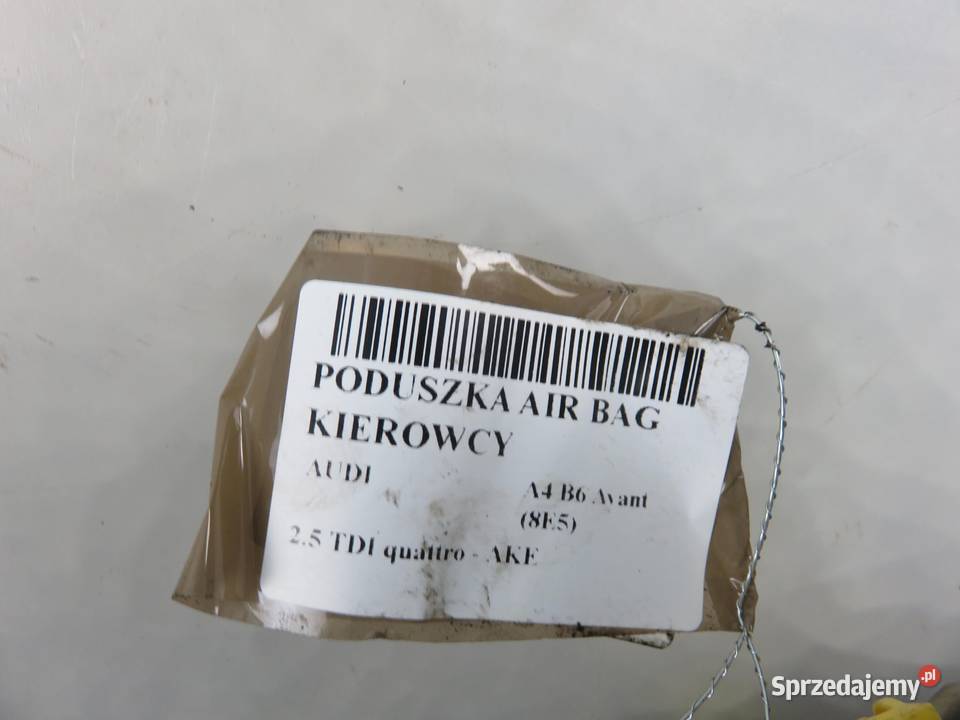 PODUSZKA AIR BAG
KIEROWCY
AUDI
A4 B6 Avant
(8E5)
2.5 TDI quattro - AKE
Sprzedajemy.pl